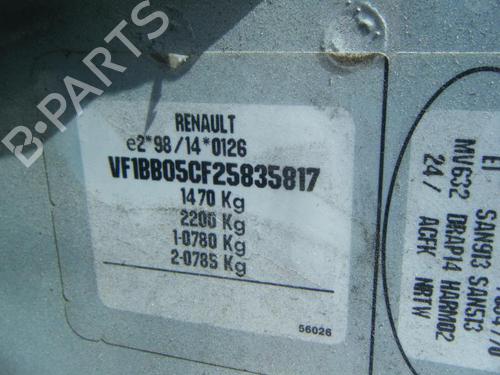 B-PARTS
RENAULT
e2*98/14*0126
VF1BB05CF25835817
1470 Kg
2200 Kg
1-0780 Kg
2-0785 Kg
56026
MV632 DRAP14 HARM02
SAN913 SAN513
24/ ACFK NRTW